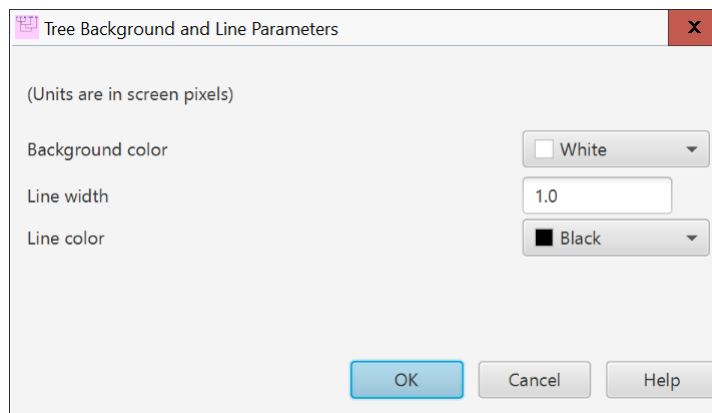 Tree Background and Line Parameters
x
(Units are in screen pixels)
Background color White
Line width 1.0
Line color Black
OK Cancel Help